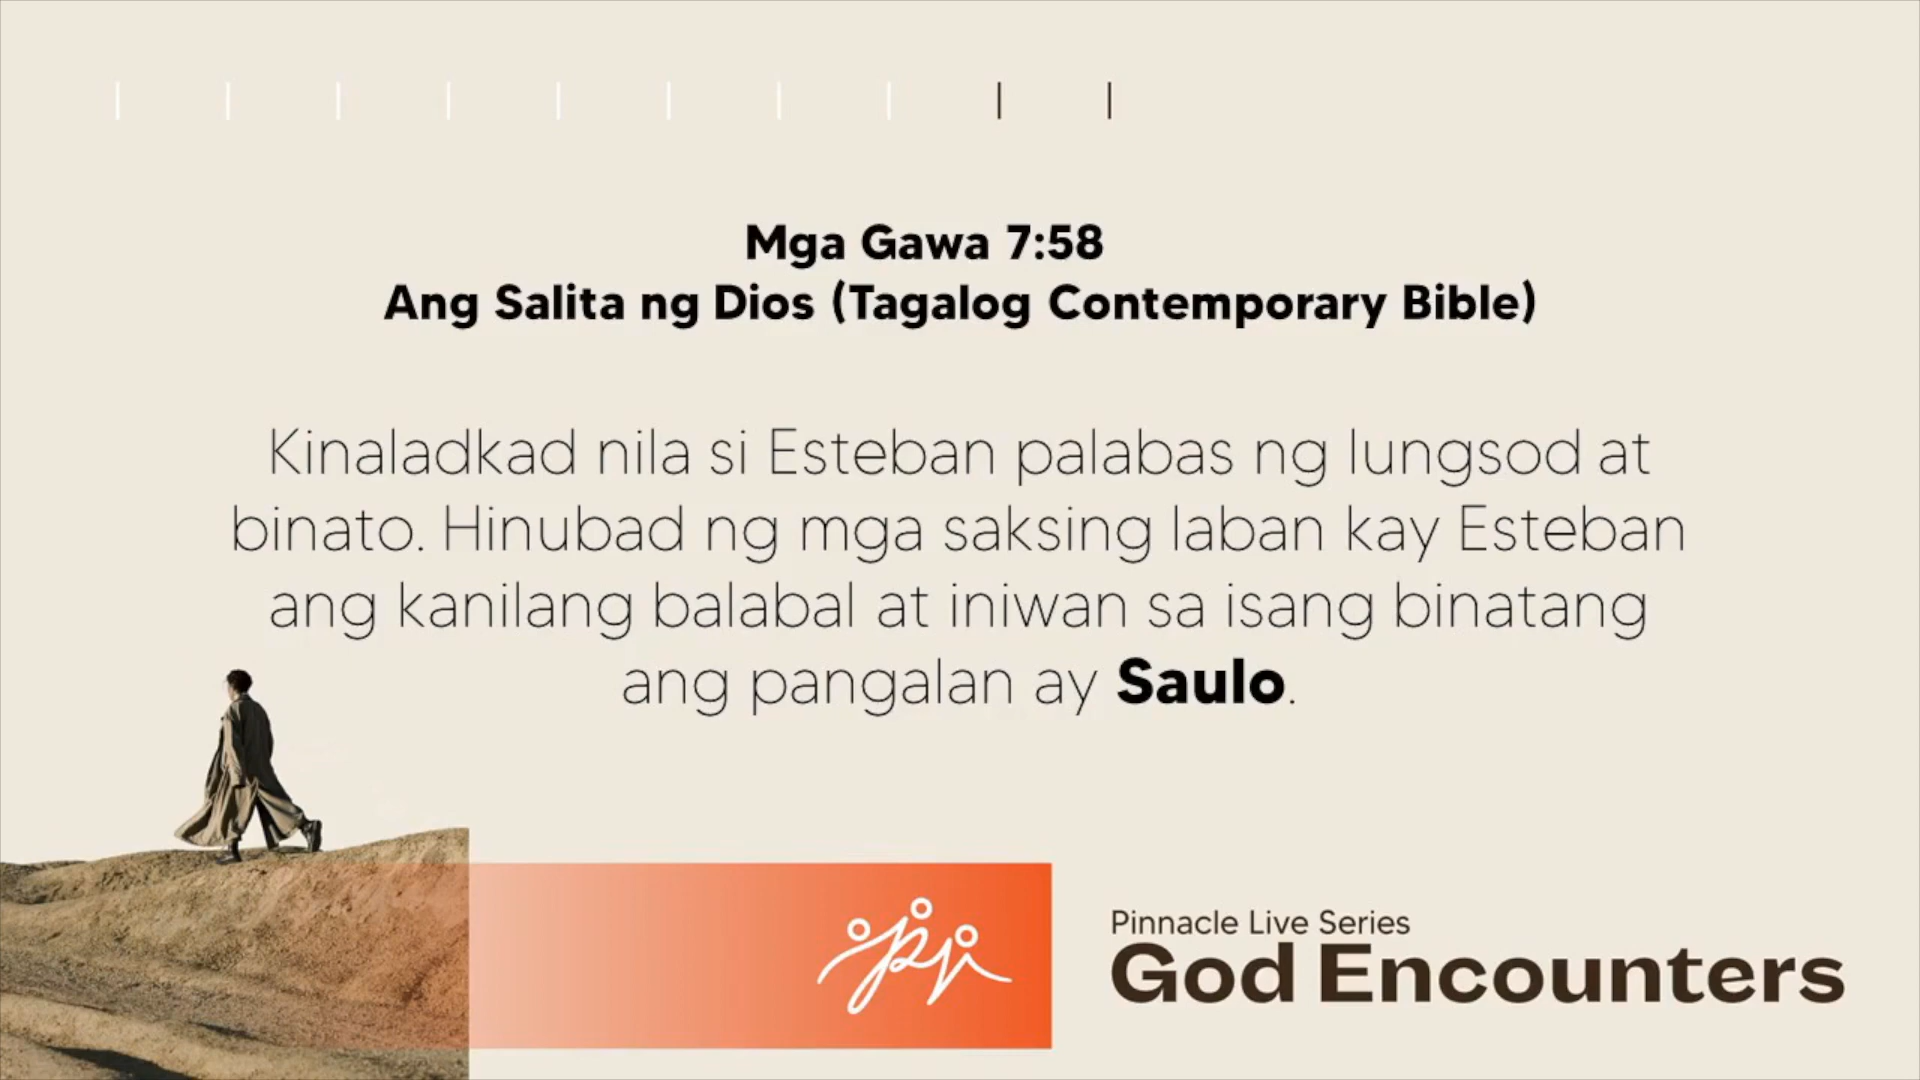 Mga Gawa 7:58
Ang Salita ng Dios (Tagalog Contemporary Bible)
Kinaladkad nila si Esteban palabas ng lungsod at
binato. Hinubad ng mga saksing laban kay Esteban
ang kanilang balabal at iniwan sa isang binatang
ang pangalan ay Saulo.
Pinnacle Live Series
God Encounters